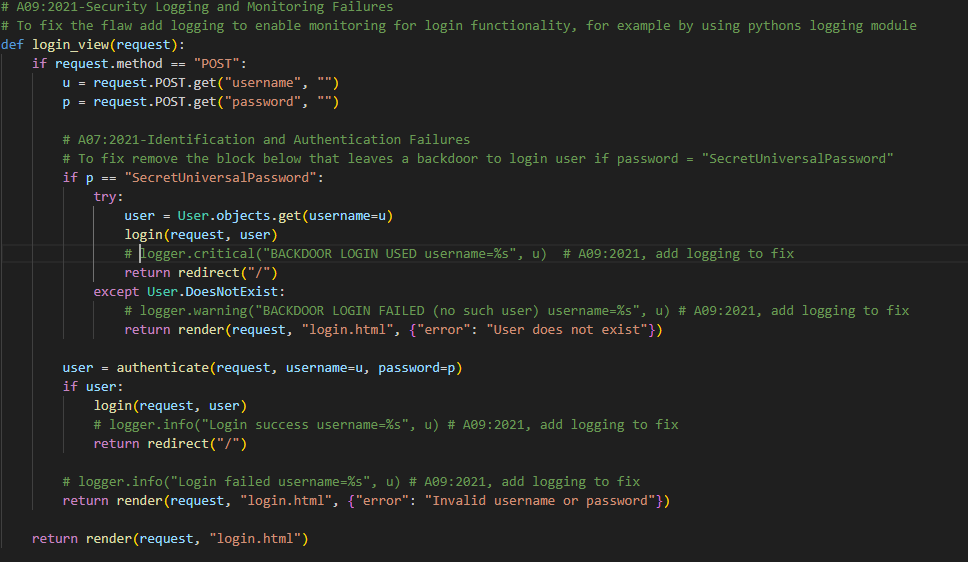 # A09:2021-Security Logging and Monitoring Failures
# To fix the flaw add logging to enable monitoring for login functionality, for example by using pythons logging module
def login_view(request):
    if request.method == "POST":
        u = request.POST.get("username", "")
        p = request.POST.get("password", "")

        # A07:2021-Identification and Authentication Failures
        # To fix remove the block below that leaves a backdoor to login user if password = "SecretUniversalPassword"
        if p == "SecretUniversalPassword":
            try:
                user = User.objects.get(username=u)
                login(request, user)
                # logger.critical("BACKDOOR LOGIN USED username=%s", u)  # A09:2021, add logging to fix
                return redirect("/")
            except User.DoesNotExist:
                # logger.warning("BACKDOOR LOGIN FAILED (no such user) username=%s", u) # A09:2021, add logging to fix
                return render(request, "login.html", {"error": "User does not exist"})

        user = authenticate(request, username=u, password=p)
        if user:
            login(request, user)
            # logger.info("Login success username=%s", u) # A09:2021, add logging to fix
            return redirect("/")

        # logger.info("Login failed username=%s", u) # A09:2021, add logging to fix
        return render(request, "login.html", {"error": "Invalid username or password"})

    return render(request, "login.html")